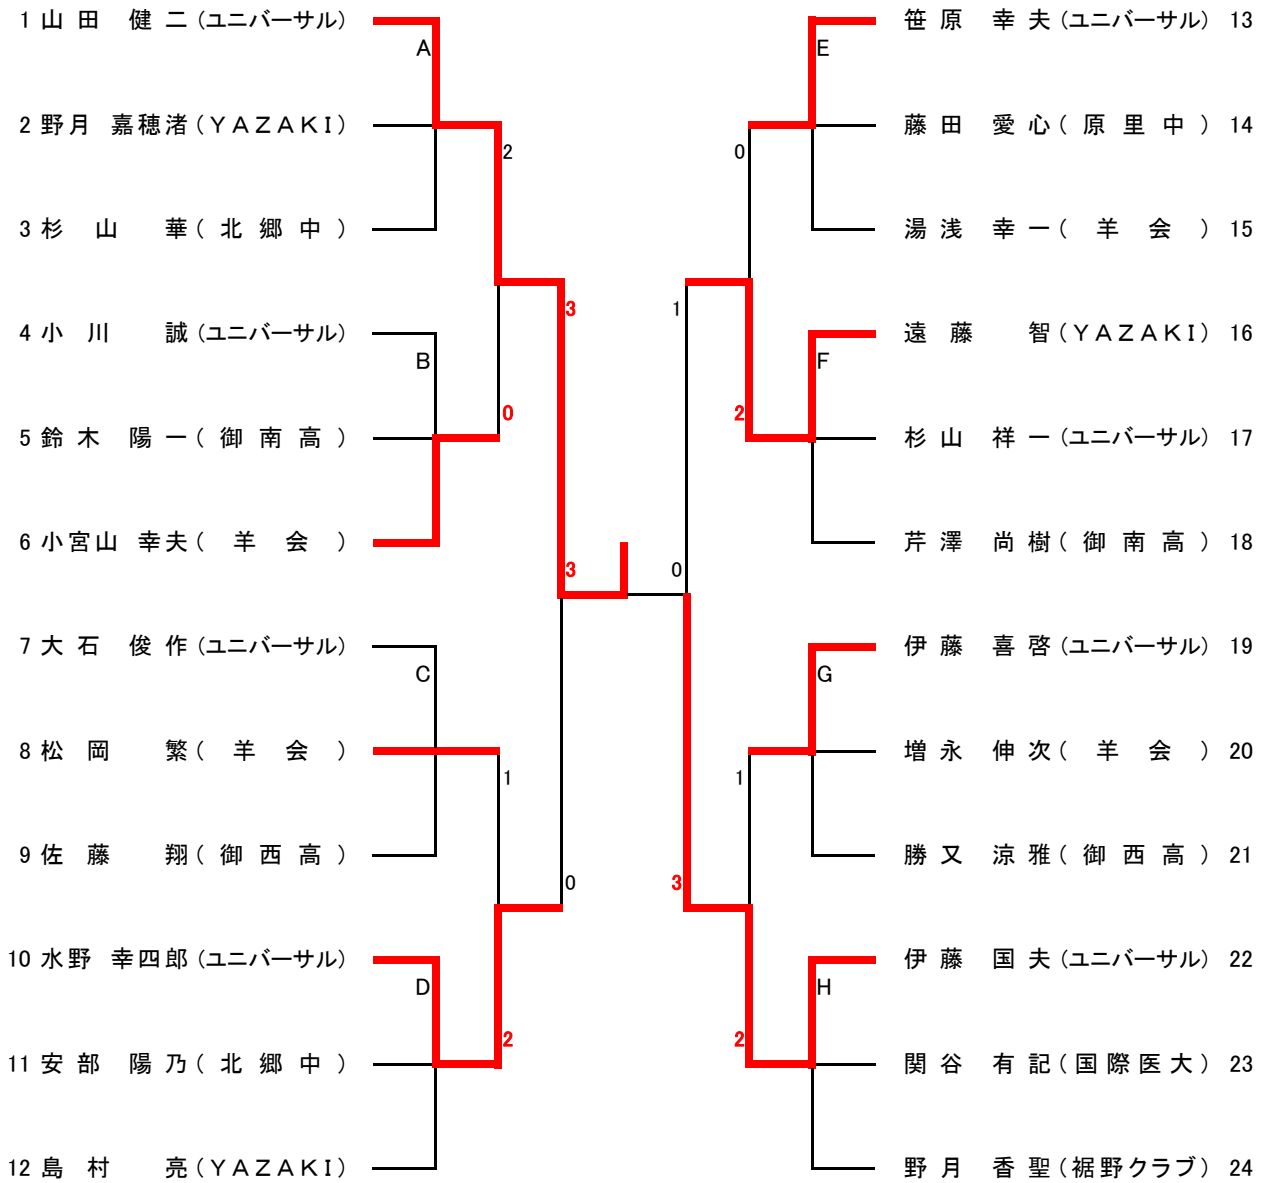 1 山田 健二 (ユニバーサル)
A
2 野月 嘉穂渚 (YAZAKI)
2
3 杉山 華 (北郷中)
3
4 小川 誠 (ユニバーサル)
B
0
5 鈴木 陽一 (御南高)
6 小宮山 幸夫 (羊会)
3
7 大石 俊作 (ユニバーサル)
C
8 松岡 繁 (羊会)
1
9 佐藤 翔 (御西高)
0
10 水野 幸四郎 (ユニバーサル)
D
2
11 安部 陽乃 (北郷中)
12 島村 亮 (YAZAKI)
笹原 幸夫 (ユニバーサル) 13
E
藤田 愛心 (原里中) 14
0
湯浅 幸一 (羊会) 15
1
遠藤 智 (YAZAKI) 16
F
2
杉山 祥一 (ユニバーサル) 17
芹澤 尚樹 (御南高) 18
0
伊藤 喜啓 (ユニバーサル) 19
G
増永 伸次 (羊会) 20
1
勝又 涼雅 (御西高) 21
3
伊藤 国夫 (ユニバーサル) 22
H
2
関谷 有記 (国際医大) 23
野月 香聖 (裾野クラブ) 24